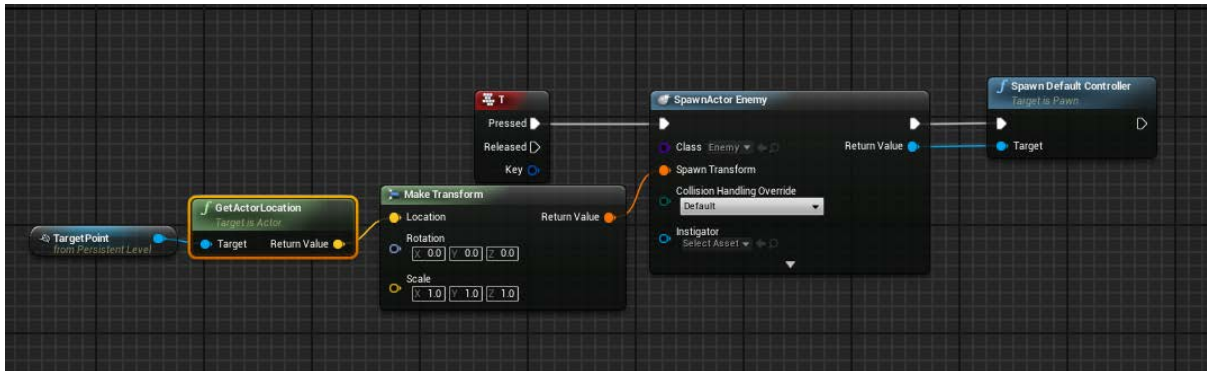 TargetPoint
from Persistent Level
GetActorLocation
Target is Actor
Target
Return Value
Make Transform
Location
Return Value
Rotation
X 0.0 Y 0.0 Z 0.0
Scale
X 1.0 Y 1.0 Z 1.0
T
Pressed
Released
Key
SpawnActor Enemy
Class Enemy
Return Value
Spawn Transform
Collision Handling Override
Default
Instigator
Select Asset
Spawn Default Controller
Target is Pawn
Target